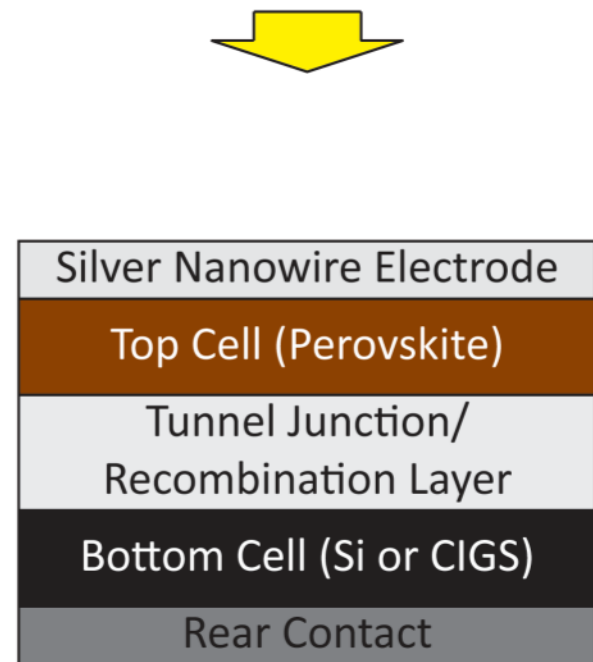 Silver Nanowire Electrode
Top Cell (Perovskite)
Tunnel Junction/
Recombination Layer
Bottom Cell (Si or CIGS)
Rear Contact